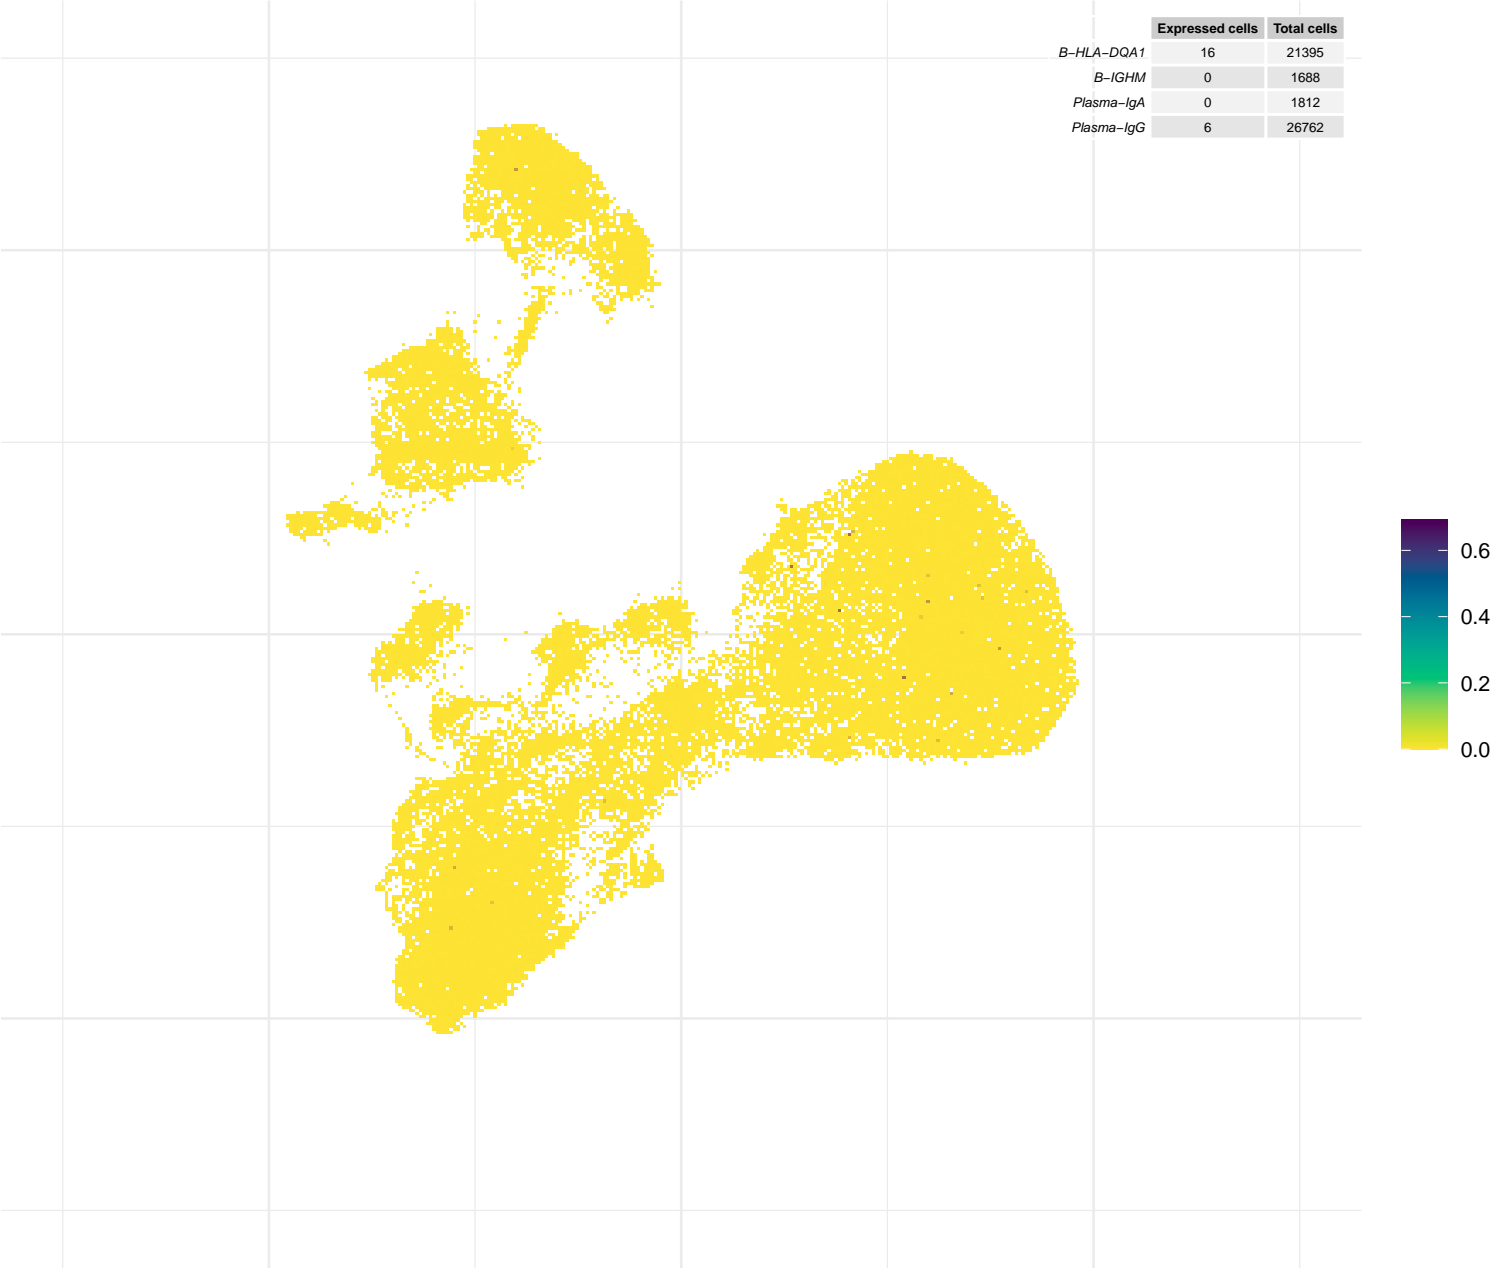 Expressed cells Total cells
B−HLA−DQA1 16 21395
B−IGHM 0 1688
Plasma−IgA 0 1812
Plasma−IgG 6 26762
0.6
0.4
0.2
0.0